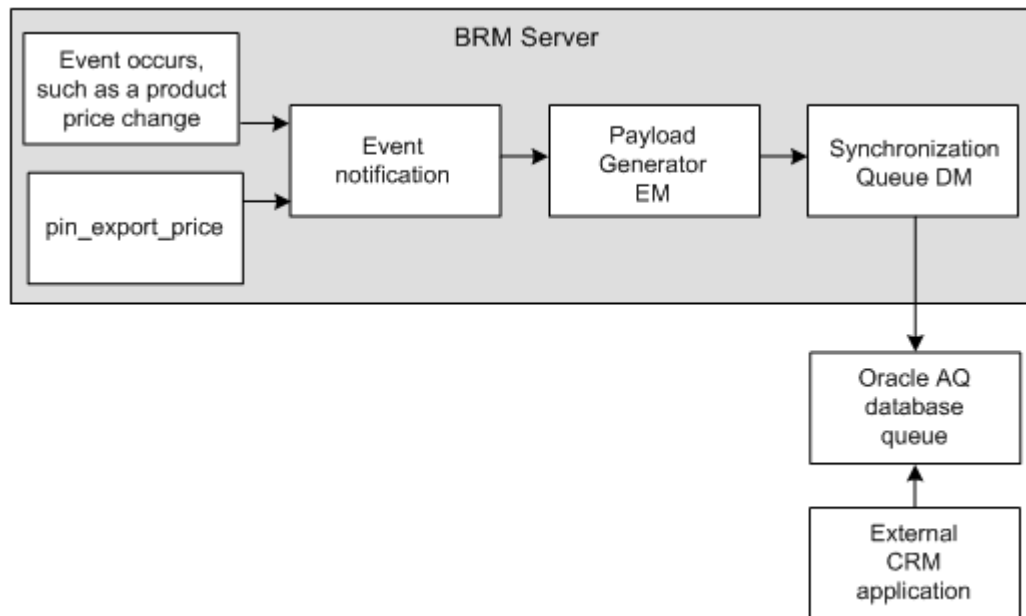 BRM Server
Event occurs,
such as a product
price change
pin_export_price
Event
notification
Payload
Generator
EM
Synchronization
Queue DM
Oracle AQ
database
queue
External
CRM
application